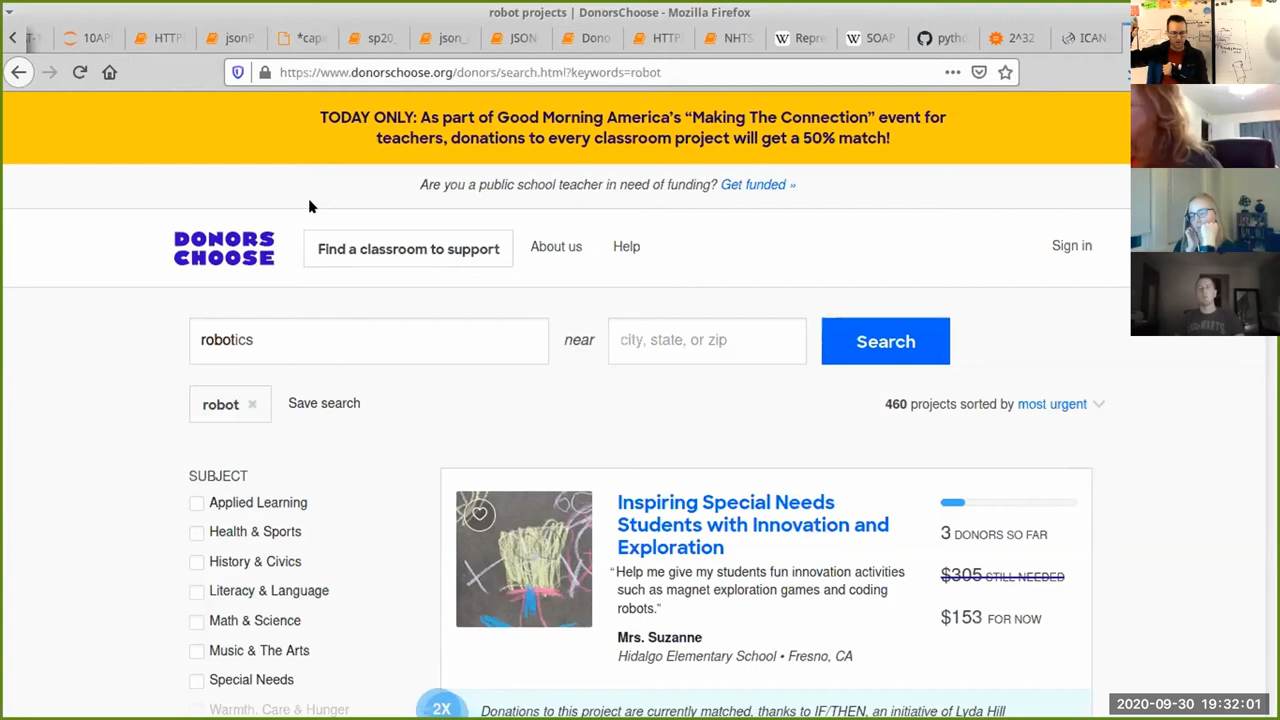 robot projects | DonorsChoose - Mozilla Firefox
10AP
HTTP
jsonP
*cape
sp20_
json_
Dono
HTTP
NHTS
W Repre
W SOAP
pytho
2^32
ICAN
https://www.donorschoose.org/donors/search.html?keywords=robot
TODAY ONLY: As part of Good Morning America's “Making The Connection” event for
teachers, donations to every classroom project will get a 50% match!
Are you a public school teacher in need of funding? Get funded »
DONORS
CHOOSE
Find a classroom to support
About us
Help
Sign in
robotics
near
city, state, or zip
Search
robot ×
Save search
460 projects sorted by most urgent
SUBJECT
Applied Learning
Health & Sports
History & Civics
Literacy & Language
Math & Science
Music & The Arts
Special Needs
Warmth, Care & Hunger
Inspiring Special Needs
Students with Innovation and
Exploration
“Help me give my students fun innovation activities
such as magnet exploration games and coding
robots.”
Mrs. Suzanne
Hidalgo Elementary School • Fresno, CA
3 DONORS SO FAR
$305 STILL NEEDED
$153 FOR NOW
2X
Donations to this project are currently matched, thanks to IF/THEN, an initiative of Lyda Hill
2020-09-30 19:32:01